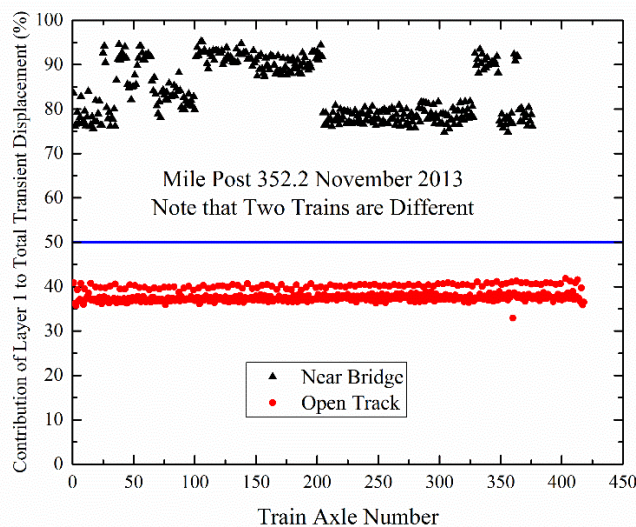 Contribution of Layer 1 to Total Transient Displacement (%)
100
90
80
70
60
50
40
30
20
10
0
Mile Post 352.2 November 2013
Note that Two Trains are Different
Near Bridge
Open Track
0 50 100 150 200 250 300 350 400 450
Train Axle Number